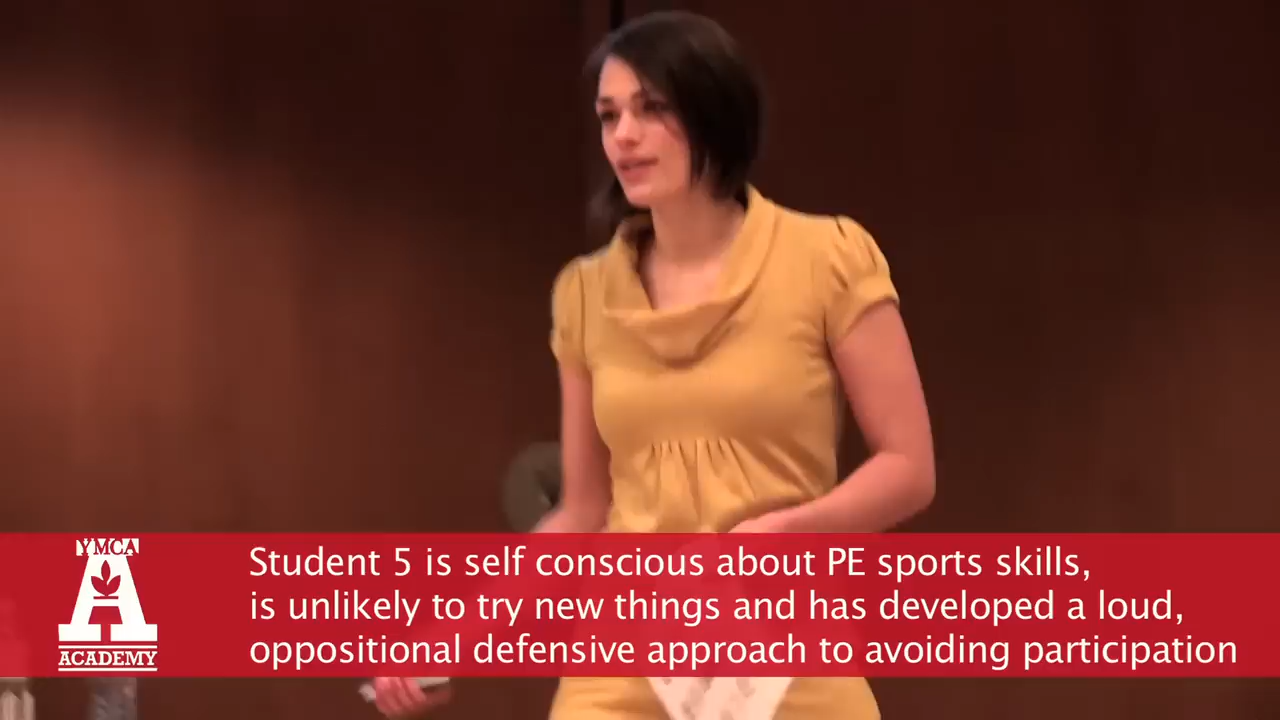 YMCA
A
ACADEMY
Student 5 is self conscious about PE sports skills,
is unlikely to try new things and has developed a loud,
oppositional defensive approach to avoiding participation